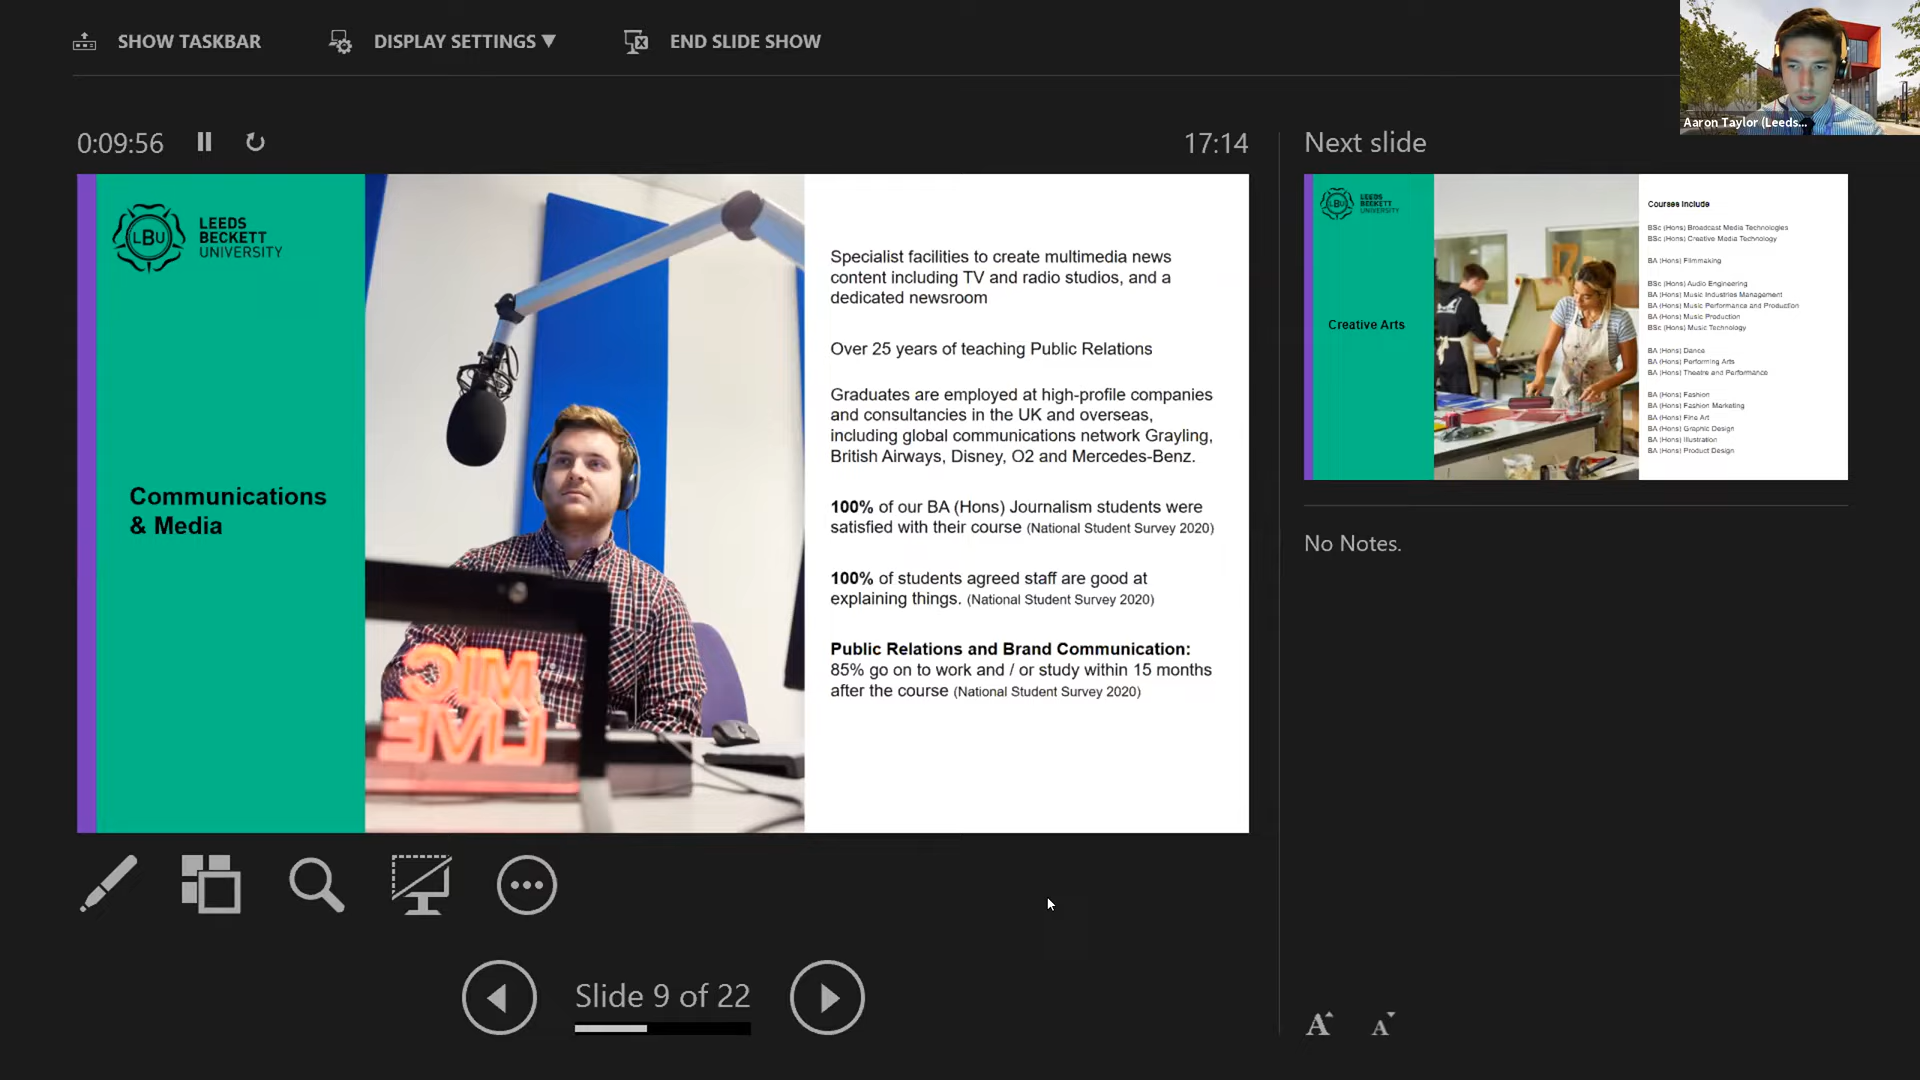 SHOW TASKBAR
DISPLAY SETTINGS ▼
END SLIDE SHOW
Aaron Taylor (Leeds...
0:09:56
17:14
Next slide
LBU
LEEDS
BECKETT
UNIVERSITY
Communications
& Media
MIC
LIVE
Specialist facilities to create multimedia news
content including TV and radio studios, and a
dedicated newsroom
Over 25 years of teaching Public Relations
Graduates are employed at high-profile companies
and consultancies in the UK and overseas,
including global communications network Grayling,
British Airways, Disney, O2 and Mercedes-Benz.
100% of our BA (Hons) Journalism students were
satisfied with their course (National Student Survey 2020)
100% of students agreed staff are good at
explaining things. (National Student Survey 2020)
Public Relations and Brand Communication:
85% go on to work and / or study within 15 months
after the course (National Student Survey 2020)
LBU
LEEDS
BECKETT
UNIVERSITY
Creative Arts
Courses Include
BSc (Hons) Broadcast Media Technologies
BSc (Hons) Creative Media Technology
BA (Hons) Filmmaking
BSc (Hons) Audio Engineering
BA (Hons) Music Industries Management
BA (Hons) Music Performance and Production
BA (Hons) Music Production
BSc (Hons) Music Technology
BA (Hons) Dance
BA (Hons) Performing Arts
BA (Hons) Theatre and Performance
BA (Hons) Fashion
BA (Hons) Fashion Marketing
BA (Hons) Fine Art
BA (Hons) Graphic Design
BA (Hons) Illustration
BA (Hons) Product Design
No Notes.
Slide 9 of 22
A A